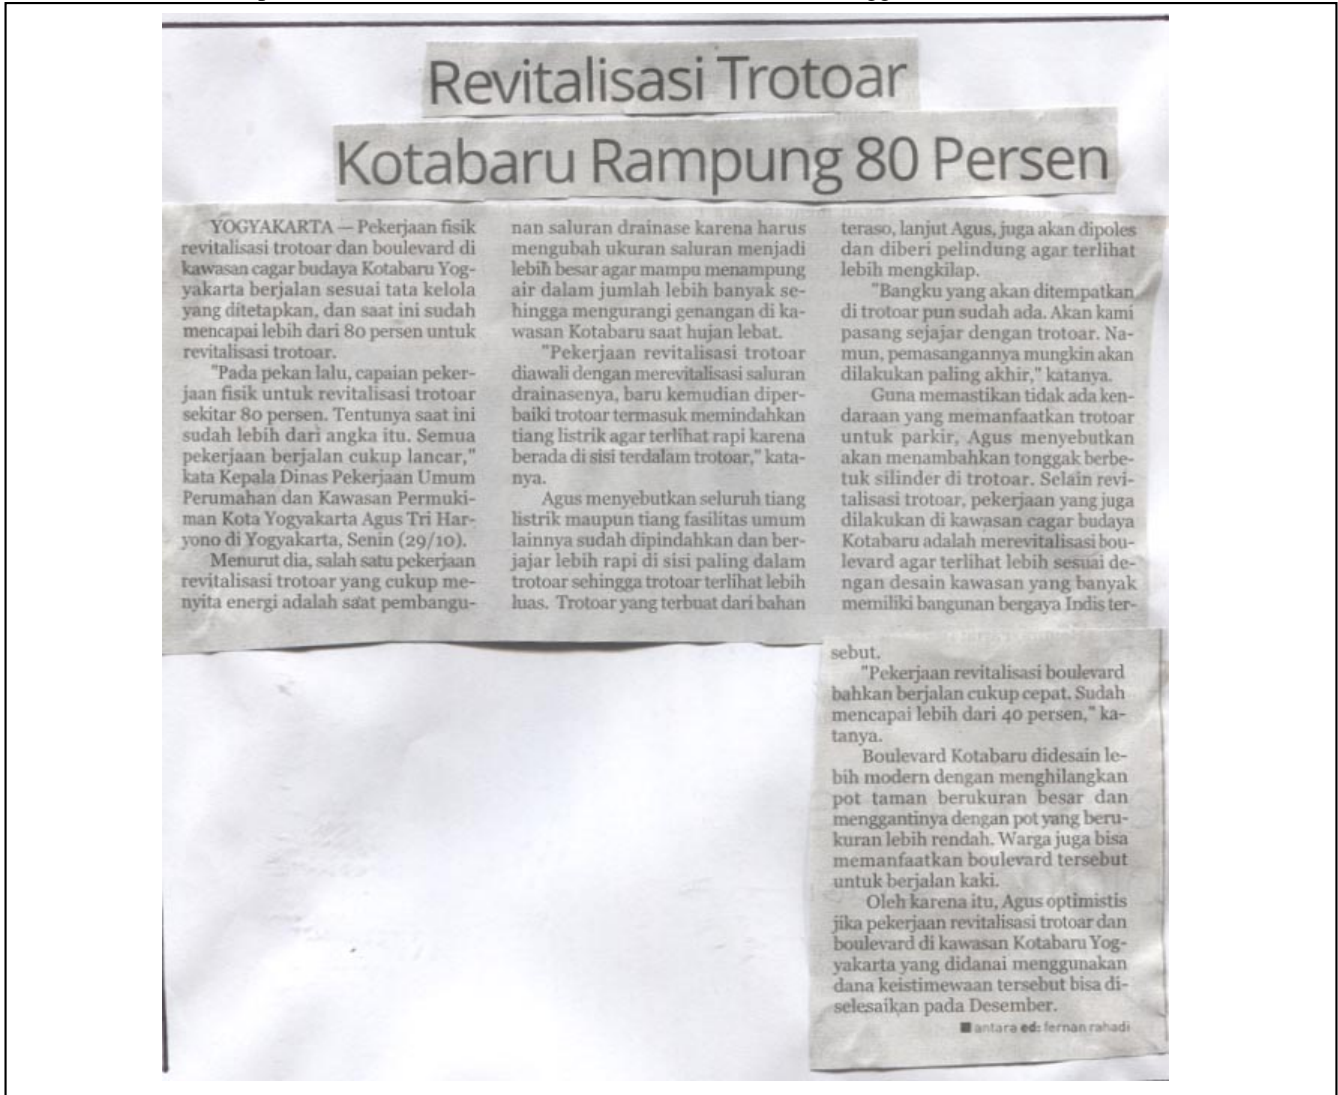 Revitalisasi Trotoar
Kotabaru Rampung 80 Persen
YOGYAKARTA — Pekerjaan fisik
revitalisasi trotoar dan boulevard di
kawasan cagar budaya Kotabaru Yog-
yakarta berjalan sesuai tata kelola
yang ditetapkan, dan saat ini sudah
mencapai lebih dari 80 persen untuk
revitalisasi trotoar.
"Pada pekan lalu, capaian peker-
jaan fisik untuk revitalisasi trotoar
sekitar 80 persen. Tentunya saat ini
sudah lebih dari angka itu. Semua
pekerjaan berjalan cukup lancar,"
kata Kepala Dinas Pekerjaan Umum
Perumahan dan Kawasan Permuki-
man Kota Yogyakarta Agus Tri Har-
yono di Yogyakarta, Senin (29/10).
Menurut dia, salah satu pekerjaan
revitalisasi trotoar yang cukup me-
nyita energi adalah saat pembangu-
nan saluran drainase karena harus
mengubah ukuran saluran menjadi
lebih besar agar mampu menampung
air dalam jumlah lebih banyak se-
hingga mengurangi genangan di ka-
wasan Kotabaru saat hujan lebat.
"Pekerjaan revitalisasi trotoar
diawali dengan merevitalisasi saluran
drainasenya, baru kemudian diper-
baiki trotoar termasuk memindahkan
tiang listrik agar terlihat rapi karena
berada di sisi terdalam trotoar," kata-
nya.
Agus menyebutkan seluruh tiang
listrik maupun tiang fasilitas umum
lainnya sudah dipindahkan dan ber-
jajar lebih rapi di sisi paling dalam
trotoar sehingga trotoar terlihat lebih
luas. Trotoar yang terbuat dari bahan
teraso, lanjut Agus, juga akan dipoles
dan diberi pelindung agar terlihat
lebih mengkilap.
"Bangku yang akan ditempatkan
di trotoar pun sudah ada. Akan kami
pasang sejajar dengan trotoar. Na-
mun, pemasangannya mungkin akan
dilakukan paling akhir," katanya.
Guna memastikan tidak ada ken-
daraan yang memanfaatkan trotoar
untuk parkir, Agus menyebutkan
akan menambahkan tonggak berbe-
tuk silinder di trotoar. Selain revi-
talisasi trotoar, pekerjaan yang juga
dilakukan di kawasan cagar budaya
Kotabaru adalah merevitalisasi bou-
levard agar terlihat lebih sesuai de-
ngan desain kawasan yang banyak
memiliki bangunan bergaya Indis ter-
sebut.
"Pekerjaan revitalisasi boulevard
bahkan berjalan cukup cepat. Sudah
mencapai lebih dari 40 persen," ka-
tanya.
Boulevard Kotabaru didesain le-
bih modern dengan menghilangkan
pot taman berukuran besar dan
menggantinya dengan pot yang beru-
kuran lebih rendah. Warga juga bisa
memanfaatkan boulevard tersebut
untuk berjalan kaki.
Oleh karena itu, Agus optimistis
jika pekerjaan revitalisasi trotoar dan
boulevard di kawasan Kotabaru Yog-
yakarta yang didanai menggunakan
dana keistimewaan tersebut bisa di-
selesaikan pada Desember.
■ antara ed: fernan rahadi